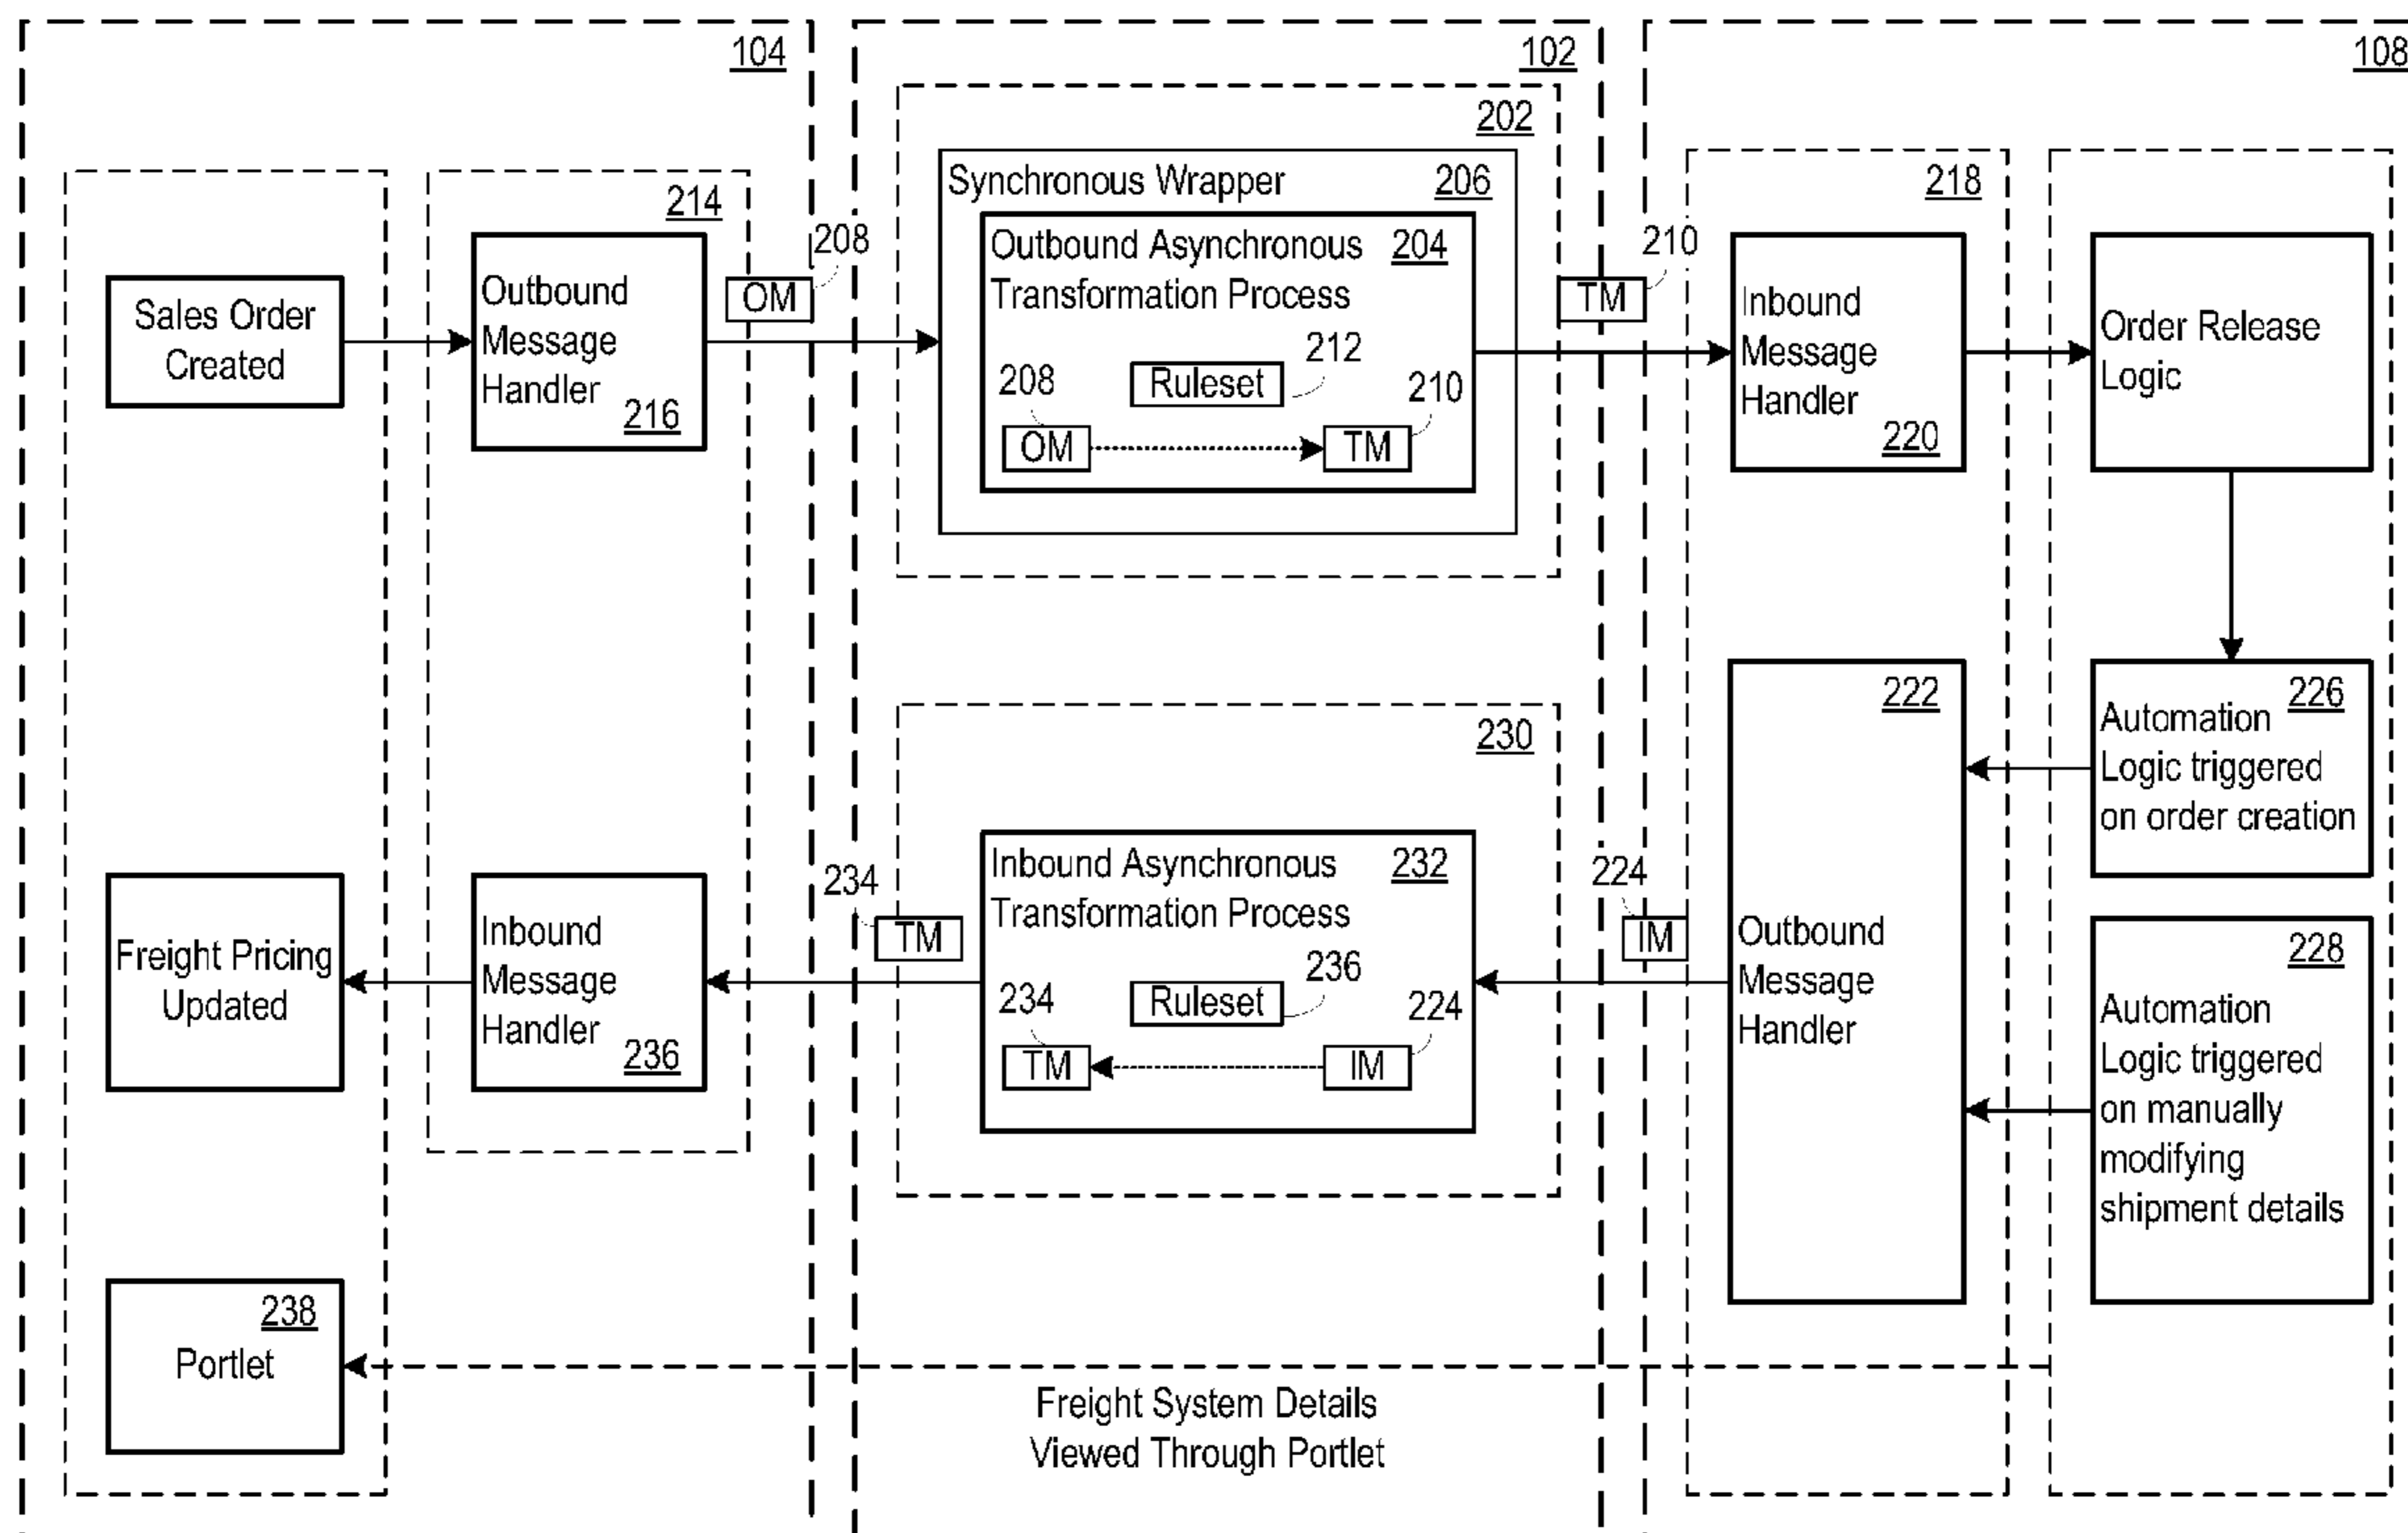 104
102
108
202
Synchronous Wrapper
206
218
214
208
Outbound Asynchronous
Transformation Process
204
210
OM
TM
Sales Order
Created
Outbound
Message
Handler
216
Ruleset
212
208
210
OM
TM
Inbound
Message
Handler
220
Order Release
Logic
222
226
Automation
Logic triggered
on order creation
230
234
TM
Inbound Asynchronous
Transformation Process
232
224
IM
Freight Pricing
Updated
Inbound
Message
Handler
236
Ruleset
236
234
224
TM
IM
Outbound
Message
Handler
228
Automation
Logic triggered
on manually
modifying
shipment details
238
Portlet
Freight System Details
Viewed Through Portlet